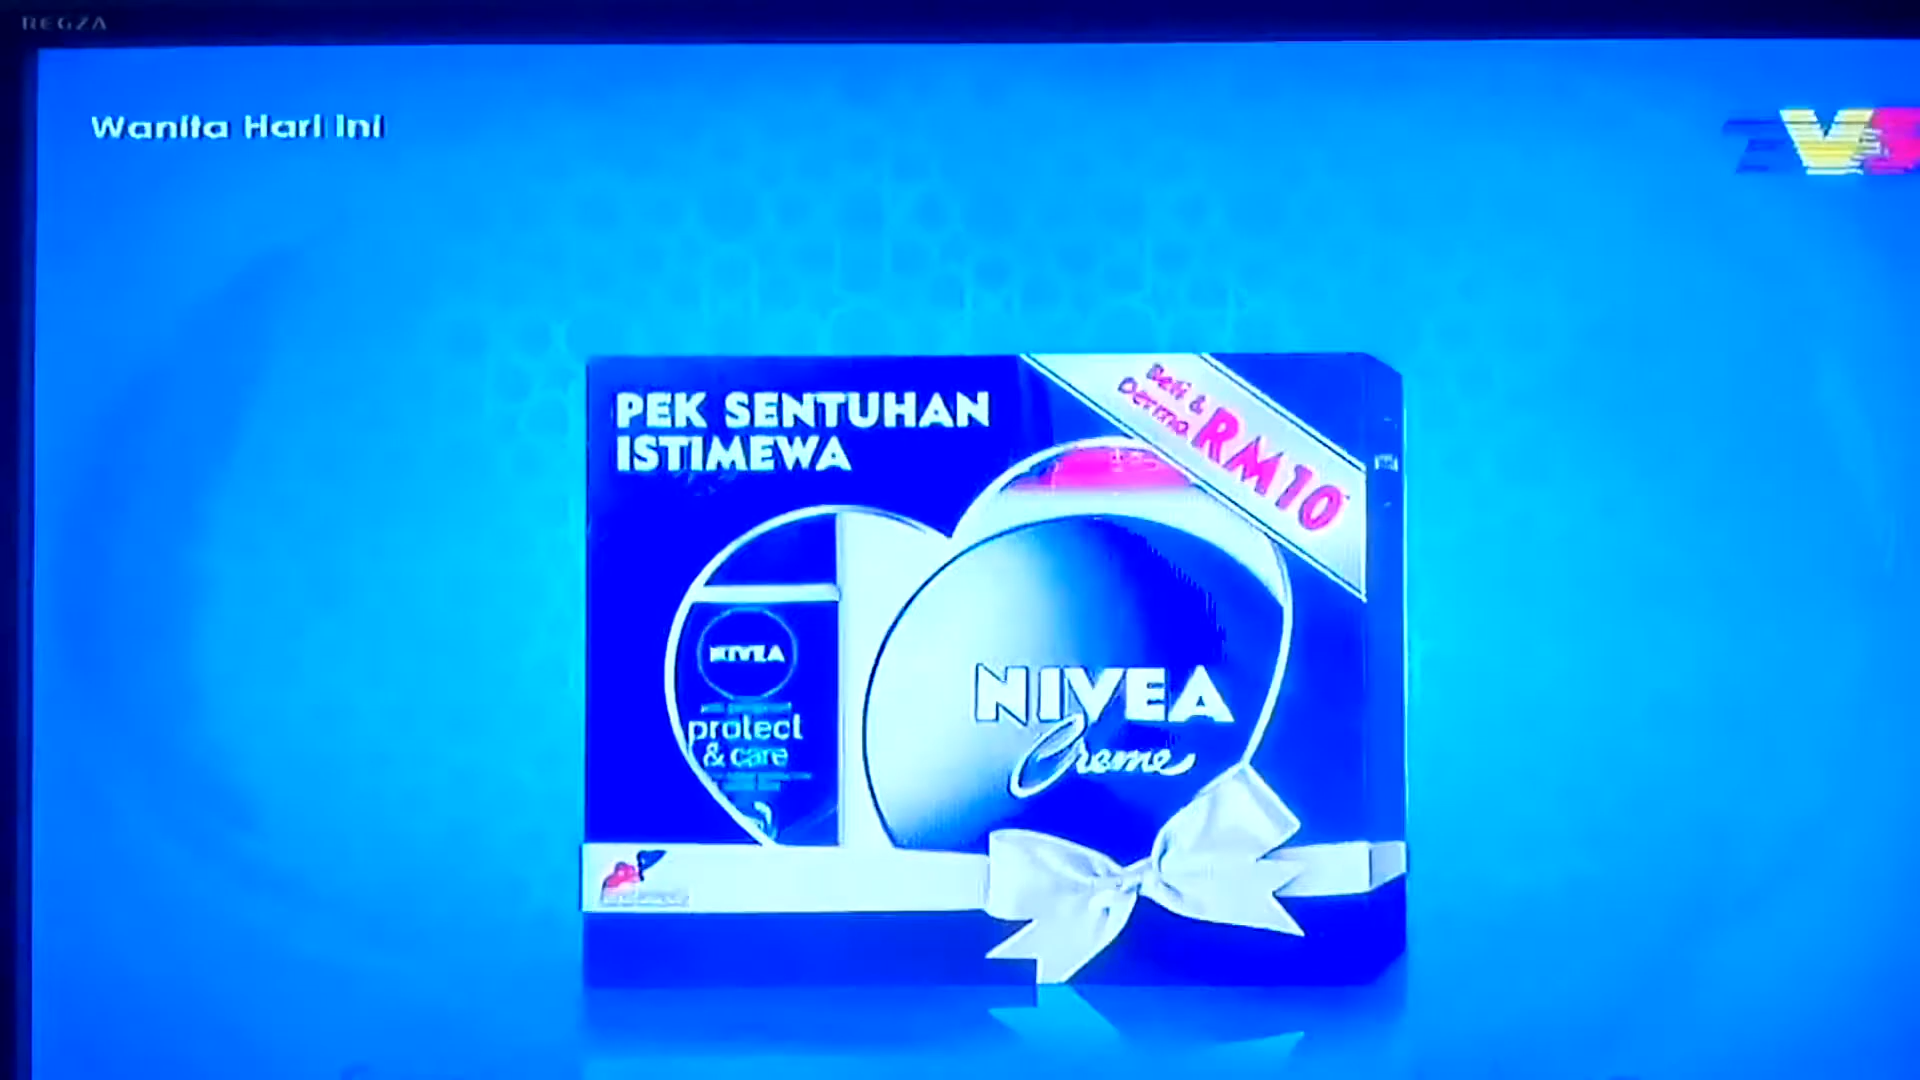 REGZA
Wanita Hari Ini
PEK SENTUHAN
ISTIMEWA
Beli &
Derma
RM10
NIVEA
protect
& care
NIVEA
Creme